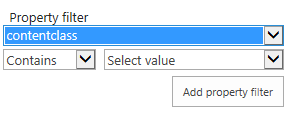 Property filter
contentclass
Contains Select value
Add property filter